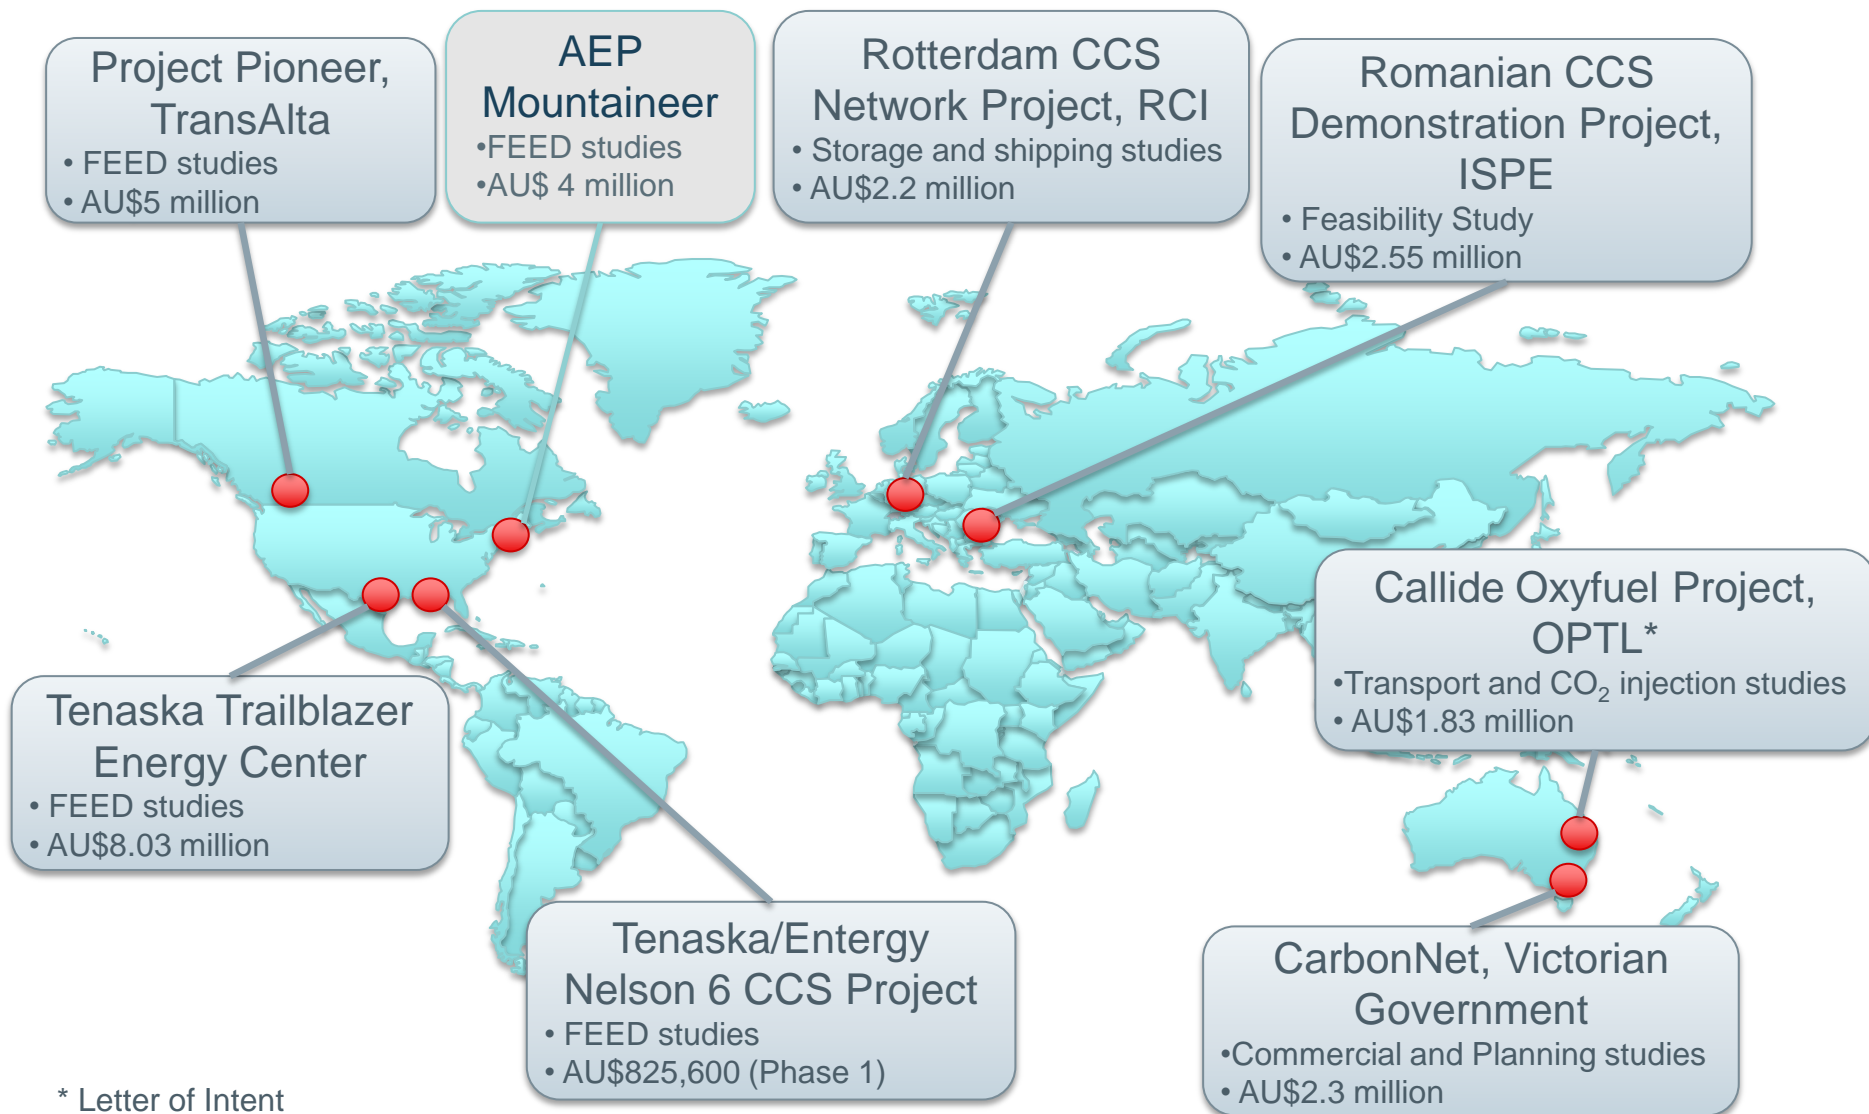 Project Pioneer,
TransAlta
• FEED studies
• AU$5 million
AEP
Mountaineer
•FEED studies
•AU$ 4 million
Rotterdam CCS
Network Project, RCI
• Storage and shipping studies
• AU$2.2 million
Romanian CCS
Demonstration Project,
ISPE
• Feasibility Study
• AU$2.55 million
Callide Oxyfuel Project,
OPTL*
•Transport and CO₂ injection studies
• AU$1.83 million
Tenaska Trailblazer
Energy Center
• FEED studies
• AU$8.03 million
Tenaska/Entergy
Nelson 6 CCS Project
• FEED studies
• AU$825,600 (Phase 1)
CarbonNet, Victorian
Government
•Commercial and Planning studies
• AU$2.3 million
* Letter of Intent